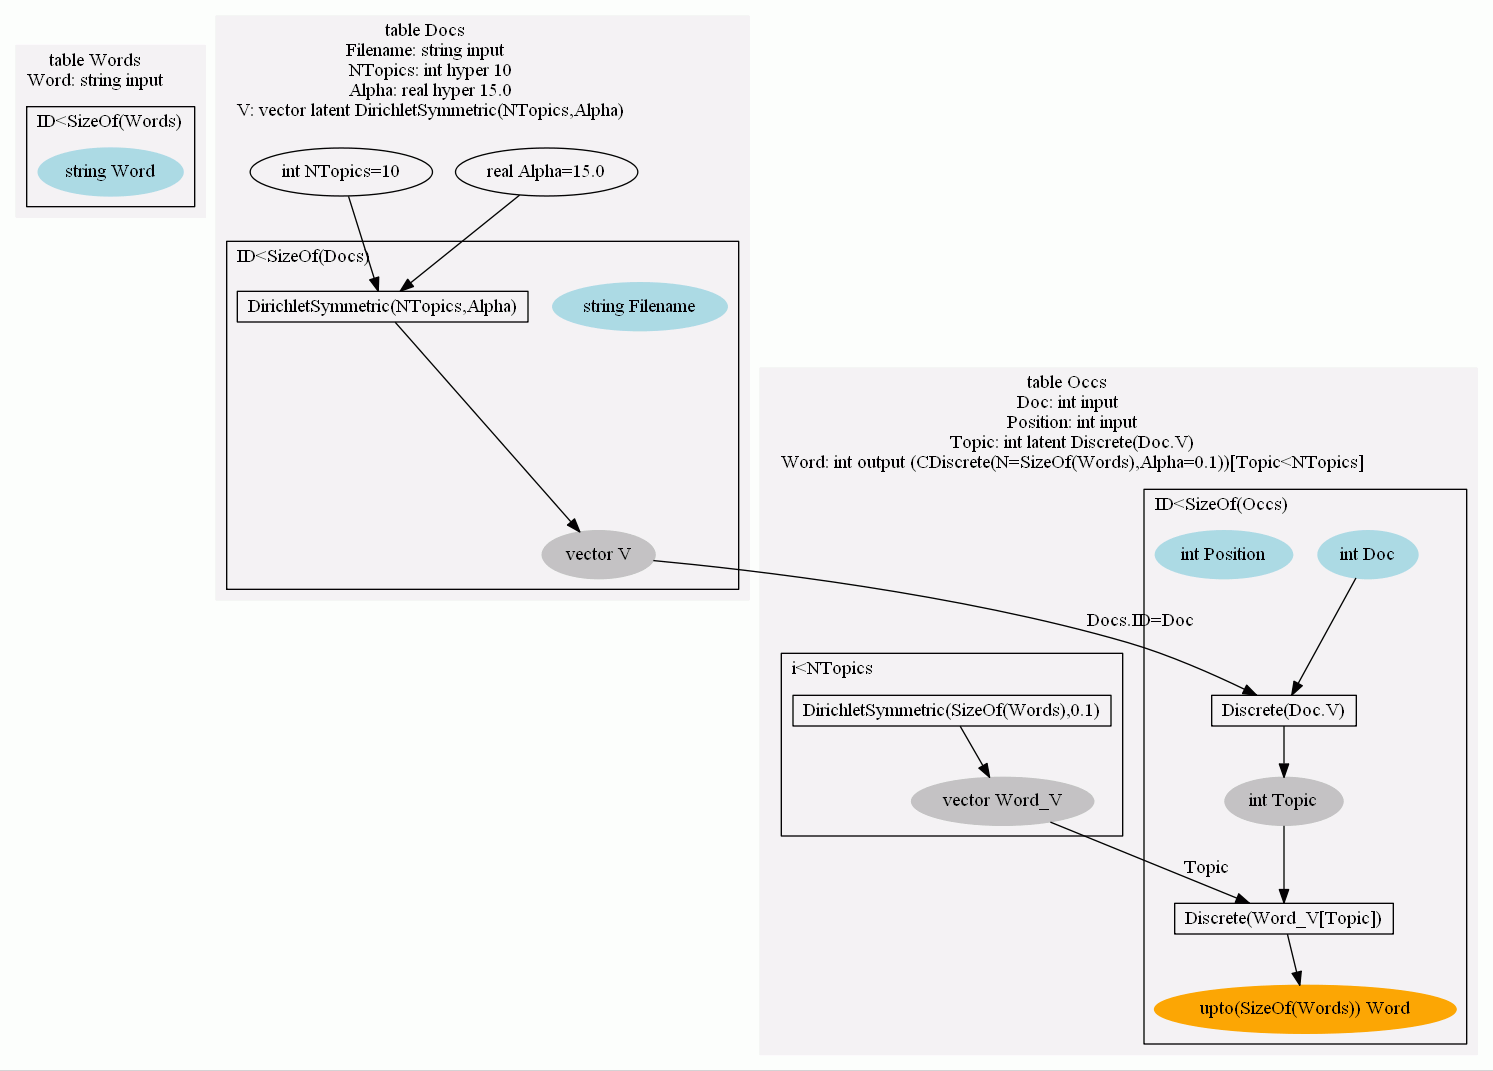 table Words
Word: string input
ID<SizeOf(Words)
string Word
table Docs
Filename: string input
NTopics: int hyper 10
Alpha: real hyper 15.0
V: vector latent DirichletSymmetric(NTopics,Alpha)
int NTopics=10
real Alpha=15.0
ID<SizeOf(Docs)
DirichletSymmetric(NTopics,Alpha)
string Filename
vector V
table Occs
Doc: int input
Position: int input
Topic: int latent Discrete(Doc.V)
Word: int output (CDiscrete(N=SizeOf(Words),Alpha=0.1))[Topic<NTopics]
ID<SizeOf(Occs)
int Position
int Doc
Docs.ID=Doc
i<NTopics
DirichletSymmetric(SizeOf(Words),0.1)
Discrete(Doc.V)
vector Word_V
int Topic
Topic
Discrete(Word_V[Topic])
upto(SizeOf(Words)) Word